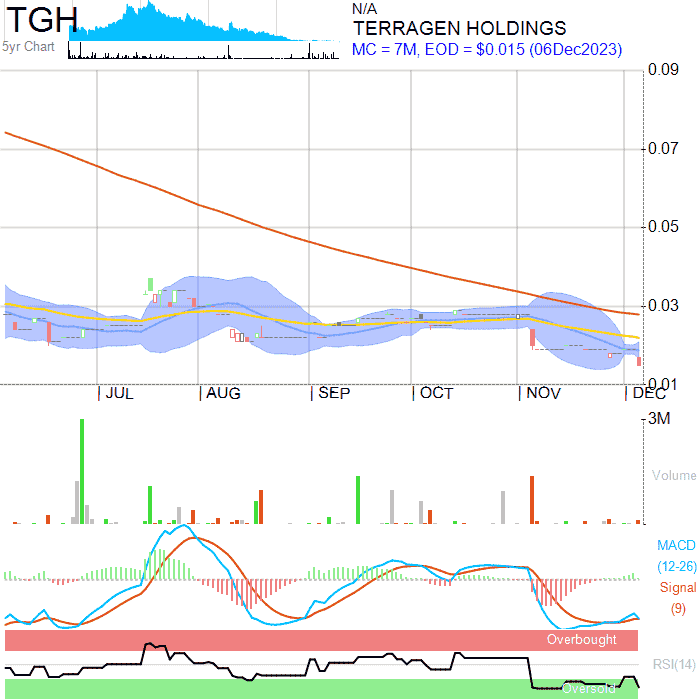 TGH
5yr Chart
N/A
TERRAGEN HOLDINGS
MC = 7M, EOD = $0.015 (06Dec2023)
0.09
0.07
0.05
0.03
0.01
JUL AUG SEP OCT NOV DEC
3M
Volume
MACD
(12-26)
Signal
(9)
Overbought
RSI(14)
Oversold